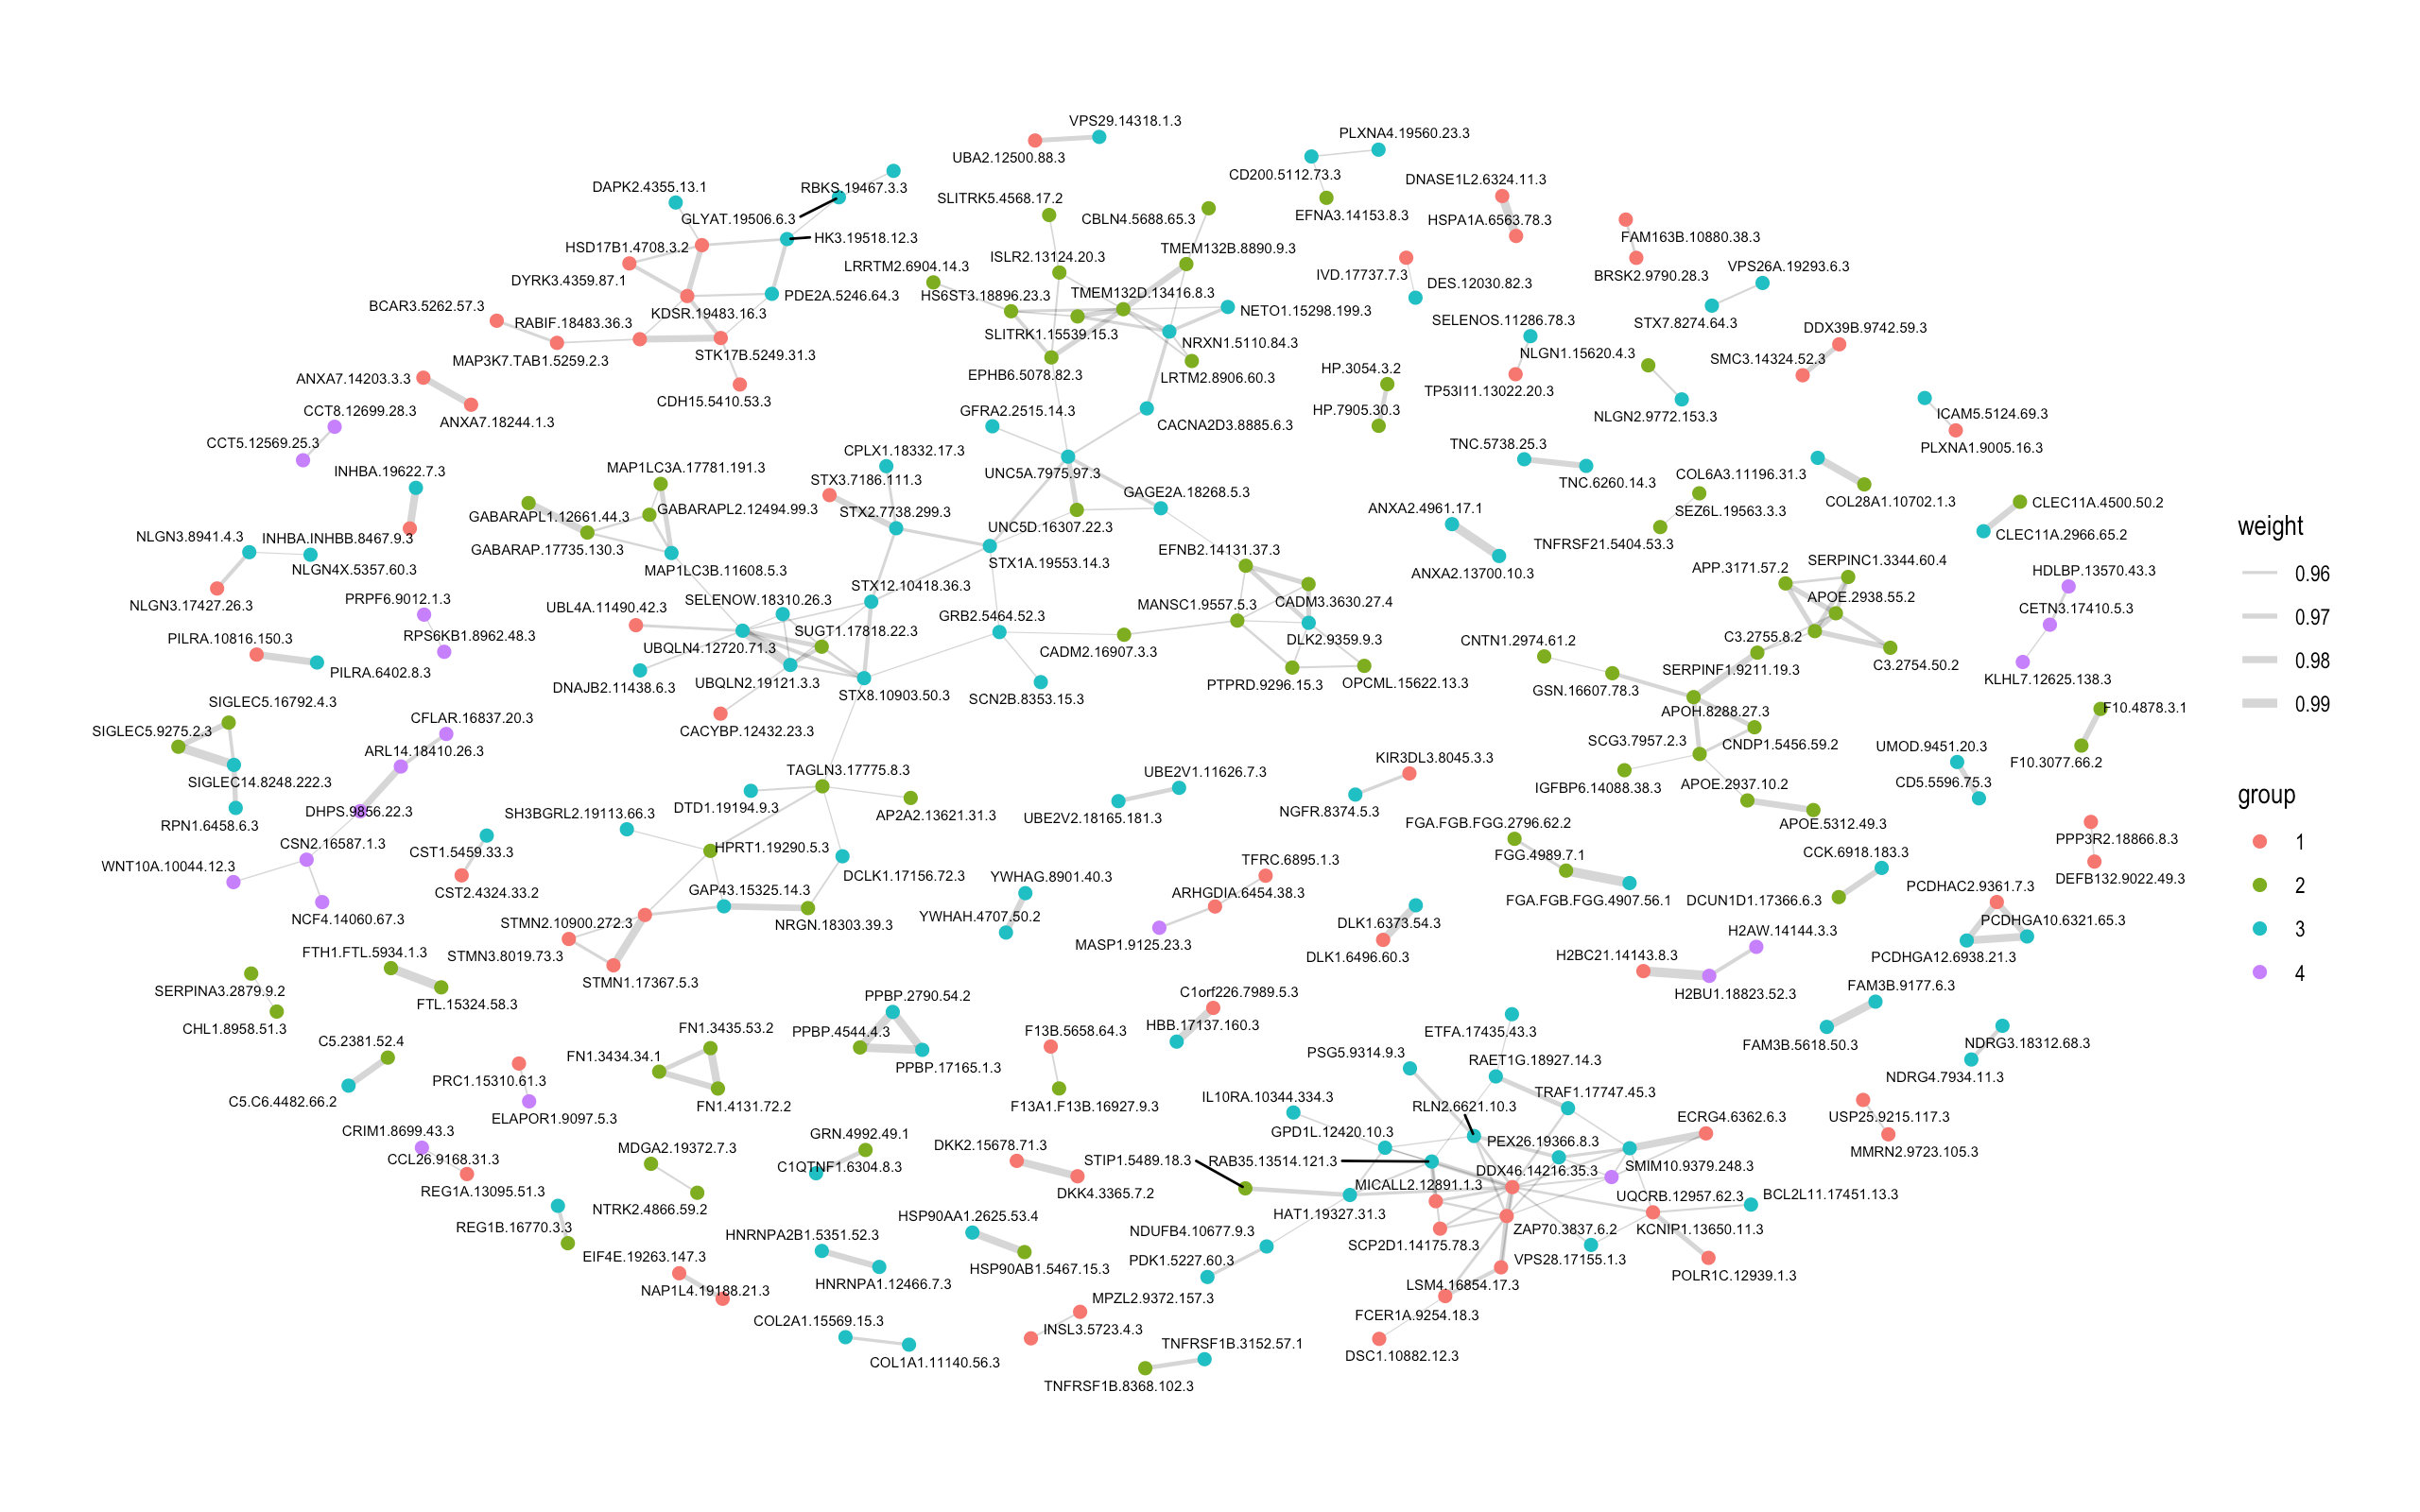 VPS29.14318.1.3
PLXNA4.19560.23.3
UBA2.12500.88.3
CD200.5112.73.3
DNASE1L2.6324.11.3
DAPK2.4355.13.1
RBKS.19467.3.3
SLITRK5.4568.17.2
GLYAT.19506.6.3
CBLN4.5688.65.3
EFNA3.14153.8.3
HSPA1A.6563.78.3
HSD17B1.4708.3.2
HK3.19518.12.3
TMEM132B.8890.9.3
FAM163B.10880.38.3
ISLR2.13124.20.3
LRRTM2.6904.14.3
IVD.17737.7.3
BRSK2.9790.28.3
VPS26A.19293.6.3
DYRK3.4359.87.1
DES.12030.82.3
PDE2A.5246.64.3
HS6ST3.18896.23.3
TMEM132D.13416.8.3
BCAR3.5262.57.3
KDSR.19483.16.3
NETO1.15298.199.3
RABIF.18483.36.3
SELENOS.11286.78.3
STX7.8274.64.3
DDX39B.9742.59.3
SLITRK1.15539.15.3
NRXN1.5110.84.3
MAP3K7.TAB1.5259.2.3
STK17B.5249.31.3
NLGN1.15620.4.3
SMC3.14324.52.3
ANXA7.14203.3.3
EPHB6.5078.82.3
LRTM2.8906.60.3
HP.3054.3.2
TP53I11.13022.20.3
CDH15.5410.53.3
CCT8.12699.28.3
GFRA2.2515.14.3
HP.7905.30.3
NLGN2.9772.153.3
ICAM5.5124.69.3
ANXA7.18244.1.3
CACNA2D3.8885.6.3
CCT5.12569.25.3
TNC.5738.25.3
PLXNA1.9005.16.3
CPLX1.18332.17.3
INHBA.19622.7.3
MAP1LC3A.17781.191.3
UNC5A.7975.97.3
COL6A3.11196.31.3
STX3.7186.111.3
TNC.6260.14.3
GAGE2A.18268.5.3
COL28A1.10702.1.3
CLEC11A.4500.50.2
GABARAPL1.12661.44.3
GABARAPL2.12494.99.3
STX2.7738.299.3
ANXA2.4961.17.1
SEZ6L.19563.3.3
weight
UNC5D.16307.22.3
CLEC11A.2966.65.2
NLGN3.8941.4.3
INHBA.INHBB.8467.9.3
GABARAP.17735.130.3
EFNB2.14131.37.3
TNFRSF21.5404.53.3
STX1A.19553.14.3
SERPINC1.3344.60.4
NLGN4X.5357.60.3
MAP1LC3B.11608.5.3
ANXA2.13700.10.3
APP.3171.57.2
HDLBP.13570.43.3
0.96
STX12.10418.36.3
APOE.2938.55.2
NLGN3.17427.26.3
PRPF6.9012.1.3
UBL4A.11490.42.3
SELENOW.18310.26.3
GRB2.5464.52.3
MANSC1.9557.5.3
CADM3.3630.27.4
CETN3.17410.5.3
0.97
PILRA.10816.150.3
RPS6KB1.8962.48.3
SUGT1.17818.22.3
DLK2.9359.9.3
CNTN1.2974.61.2
C3.2755.8.2
UBQLN4.12720.71.3
CADM2.16907.3.3
C3.2754.50.2
0.98
PILRA.6402.8.3
SERPINF1.9211.19.3
KLHL7.12625.138.3
DNAJB2.11438.6.3
UBQLN2.19121.3.3
STX8.10903.50.3
SCN2B.8353.15.3
PTPRD.9296.15.3
OPCML.15622.13.3
GSN.16607.78.3
SIGLEC5.16792.4.3
APOH.8288.27.3
F10.4878.3.1
0.99
CFLAR.16837.20.3
SIGLEC5.9275.2.3
CACYBP.12432.23.3
SCG3.7957.2.3
CNDP1.5456.59.2
UMOD.9451.20.3
ARL14.18410.26.3
KIR3DL3.8045.3.3
F10.3077.66.2
TAGLN3.17775.8.3
UBE2V1.11626.7.3
SIGLEC14.8248.222.3
IGFBP6.14088.38.3
APOE.2937.10.2
CD5.5596.75.3
group
DTD1.19194.9.3
SH3BGRL2.19113.66.3
DHPS.9856.22.3
AP2A2.13621.31.3
UBE2V2.18165.181.3
NGFR.8374.5.3
RPN1.6458.6.3
FGA.FGB.FGG.2796.62.2
APOE.5312.49.3
PPP3R2.18866.8.3
1
CSN2.16587.1.3
CST1.5459.33.3
HPRT1.19290.5.3
FGG.4989.7.1
CCK.6918.183.3
WNT10A.10044.12.3
TFRC.6895.1.3
DCLK1.17156.72.3
YWHAG.8901.40.3
DEFB132.9022.49.3
2
CST2.4324.33.2
GAP43.15325.14.3
ARHGDIA.6454.38.3
FGA.FGB.FGG.4907.56.1
DCUN1D1.17366.6.3
PCDHAC2.9361.7.3
NCF4.14060.67.3
STMN2.10900.272.3
NRGN.18303.39.3
YWHAH.4707.50.2
DLK1.6373.54.3
PCDHGA10.6321.65.3
3
MASP1.9125.23.3
H2AW.14144.3.3
FTH1.FTL.5934.1.3
STMN3.8019.73.3
DLK1.6496.60.3
H2BC21.14143.8.3
PCDHGA12.6938.21.3
4
SERPINA3.2879.9.2
STMN1.17367.5.3
FTL.15324.58.3
PPBP.2790.54.2
C1orf226.7989.5.3
H2BU1.18823.52.3
FAM3B.9177.6.3
CHL1.8958.51.3
FN1.3435.53.2
PPBP.4544.4.3
F13B.5658.64.3
HBB.17137.160.3
ETFA.17435.43.3
C5.2381.52.4
FAM3B.5618.50.3
NDRG3.18312.68.3
FN1.3434.34.1
PSG5.9314.9.3
RAET1G.18927.14.3
PRC1.15310.61.3
PPBP.17165.1.3
NDRG4.7934.11.3
C5.C6.4482.66.2
FN1.4131.72.2
F13A1.F13B.16927.9.3
IL10RA.10344.334.3
TRAF1.17747.45.3
RLN2.6621.10.3
ELAPOR1.9097.5.3
ECRG4.6362.6.3
USP25.9215.117.3
CRIM1.8699.43.3
GRN.4992.49.1
GPD1L.12420.10.3
PEX26.19366.8.3
MDGA2.19372.7.3
DKK2.15678.71.3
MMRN2.9723.105.3
CCL26.9168.31.3
C1QTNF1.6304.8.3
STIP1.5489.18.3
RAB35.13514.121.3
DDX46.14216.35.3
SMIM10.9379.248.3
REG1A.13095.51.3
DKK4.3365.7.2
MICALL2.12891.1.3
UQCRB.12957.62.3
BCL2L11.17451.13.3
NTRK2.4866.59.2
HSP90AA1.2625.53.4
HAT1.19327.31.3
REG1B.16770.3.3
NDUFB4.10677.9.3
ZAP70.3837.6.2
KCNIP1.13650.11.3
HNRNPA2B1.5351.52.3
SCP2D1.14175.78.3
EIF4E.19263.147.3
PDK1.5227.60.3
VPS28.17155.1.3
HSP90AB1.5467.15.3
POLR1C.12939.1.3
HNRNPA1.12466.7.3
LSM4.16854.17.3
NAP1L4.19188.21.3
MPZL2.9372.157.3
COL2A1.15569.15.3
FCER1A.9254.18.3
INSL3.5723.4.3
TNFRSF1B.3152.57.1
DSC1.10882.12.3
COL1A1.11140.56.3
TNFRSF1B.8368.102.3